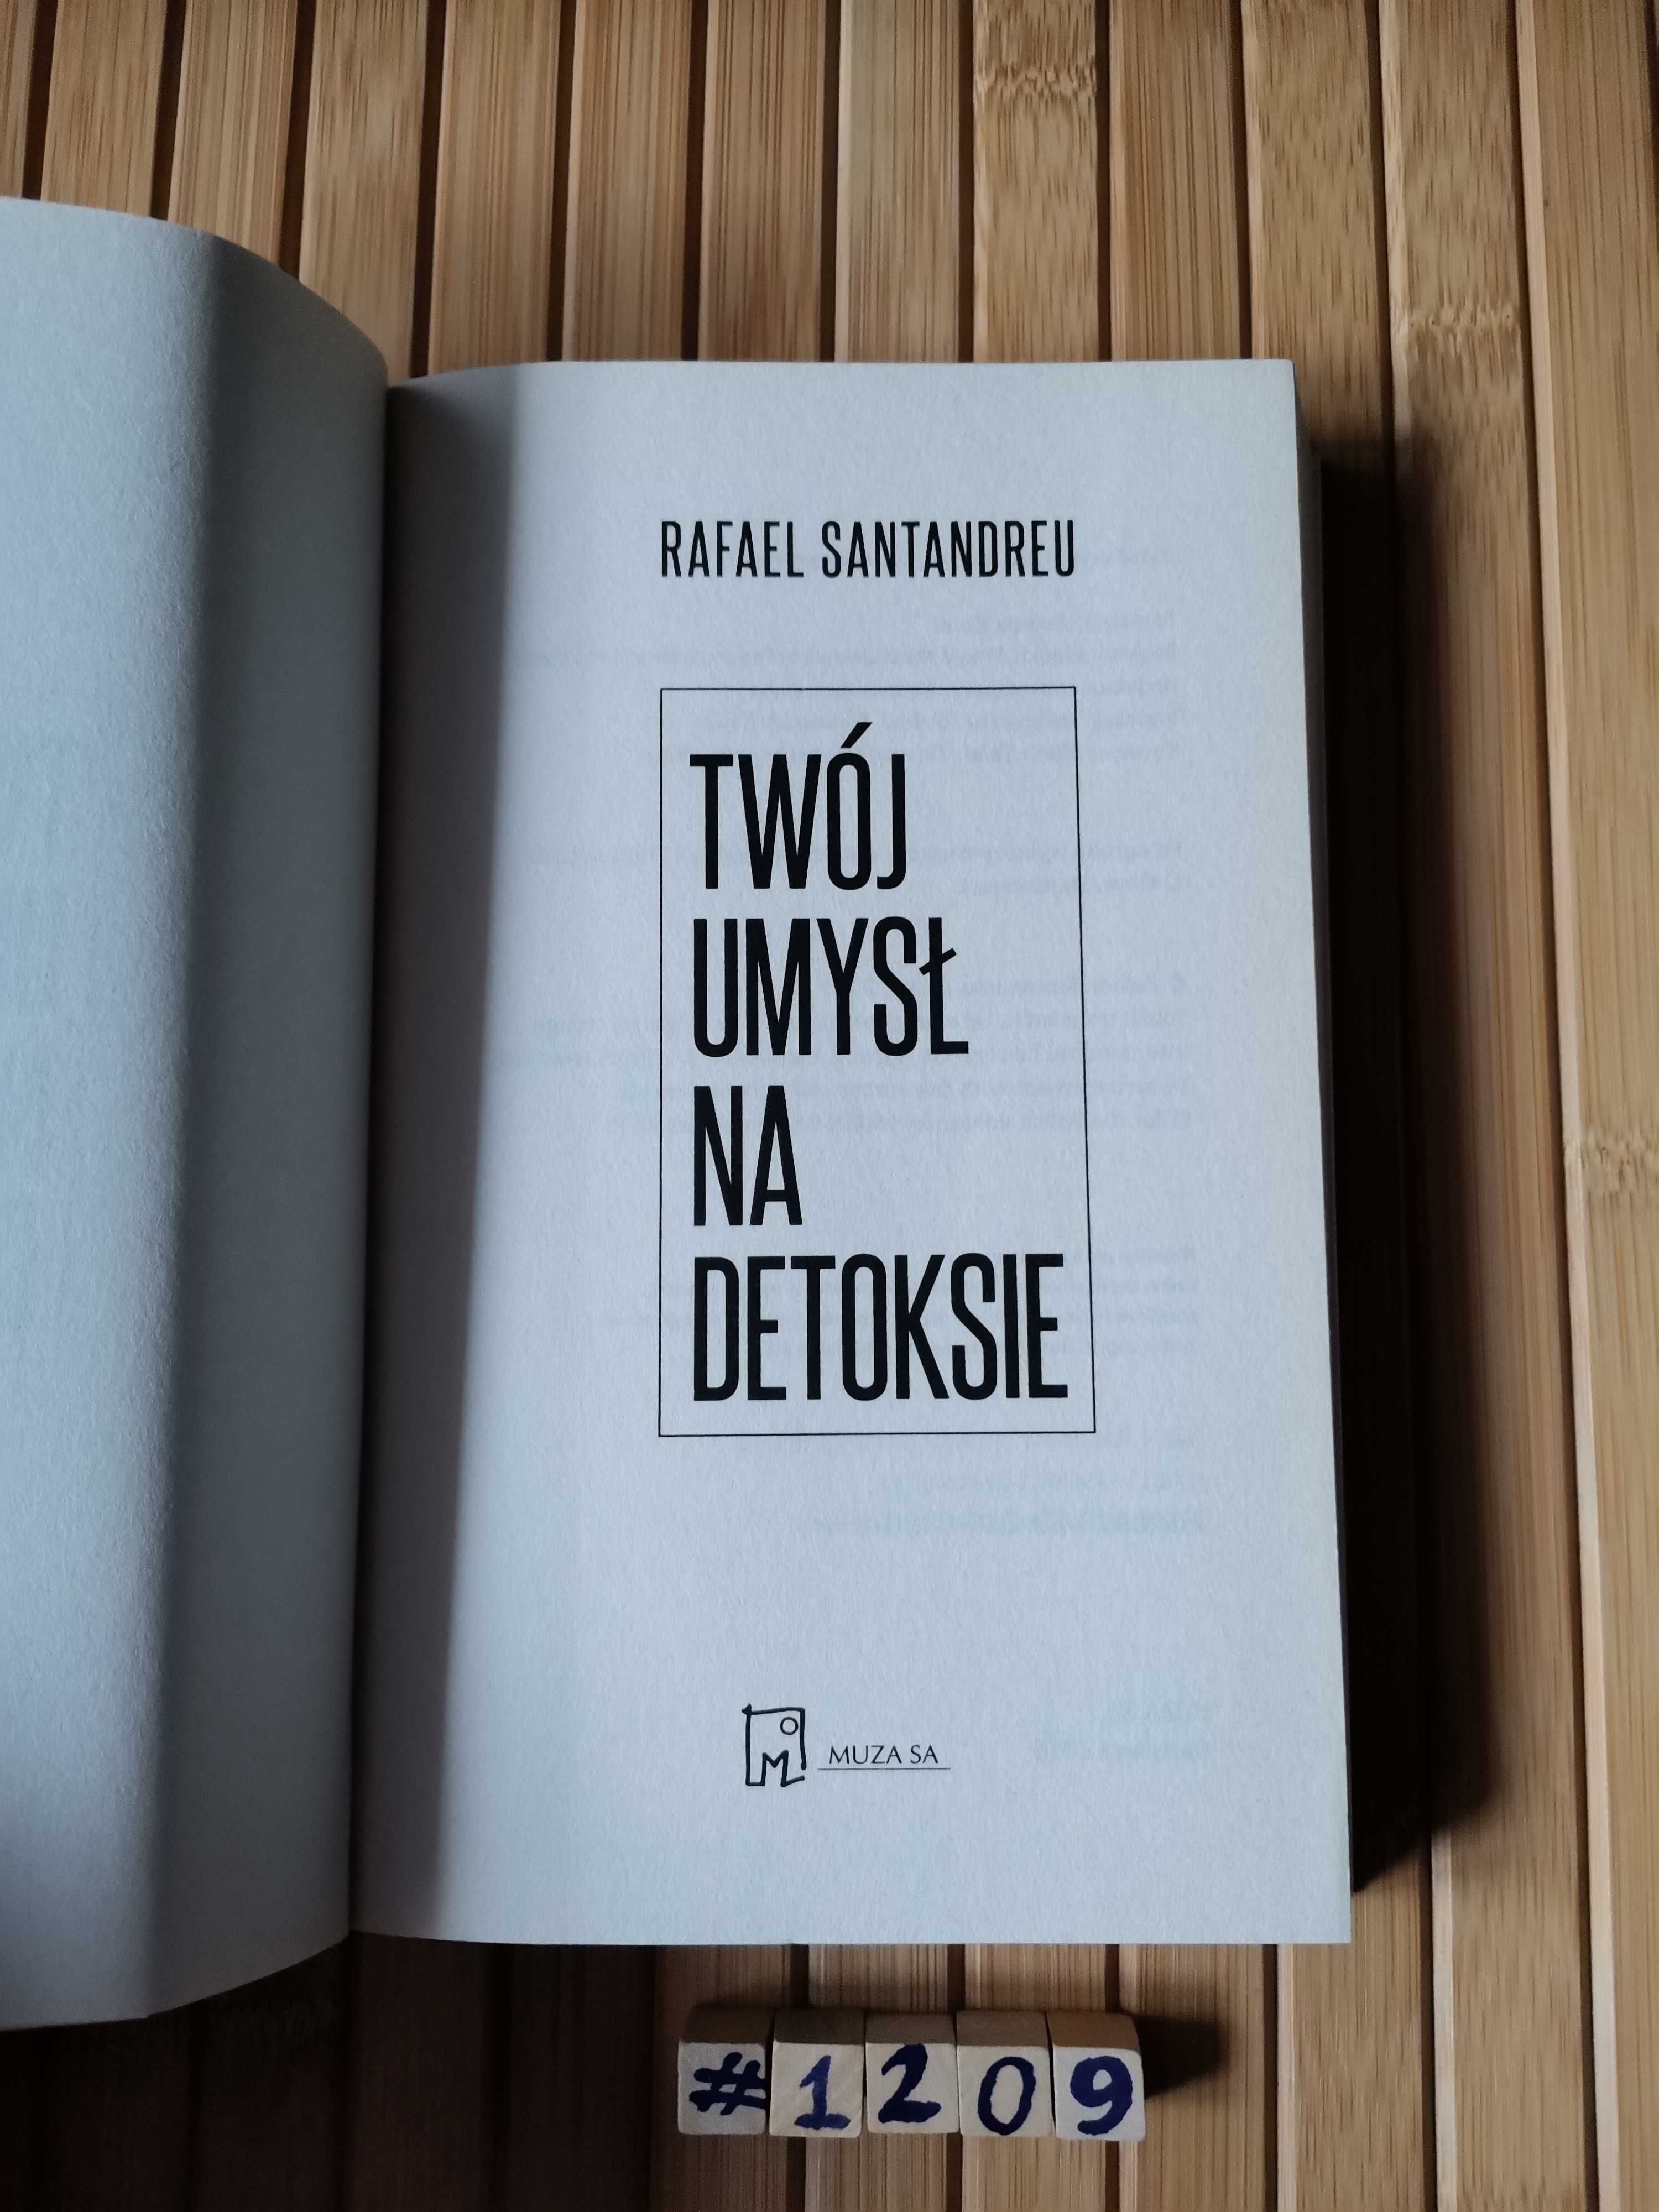 RAFAEL SANTANDREU
TWÓJ
UMYSŁ
NA
DETOKSIE
M
MUZA SA
#1209